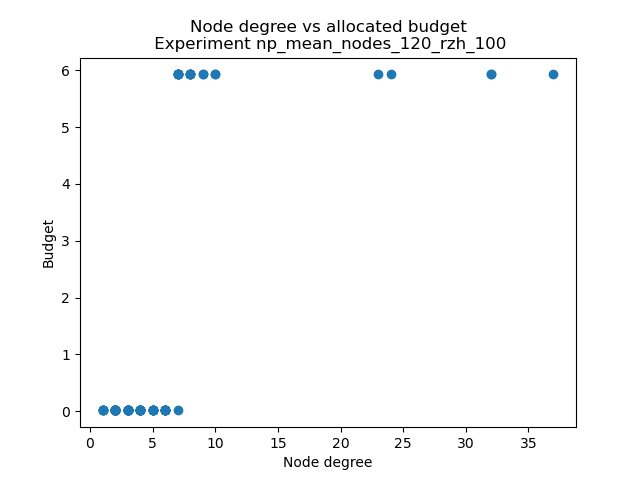 Node degree vs allocated budget
Experiment np_mean_nodes_120_rzh_100
6
5
4
3
2
1
0
Budget
0 5 10 15 20 25 30 35
Node degree